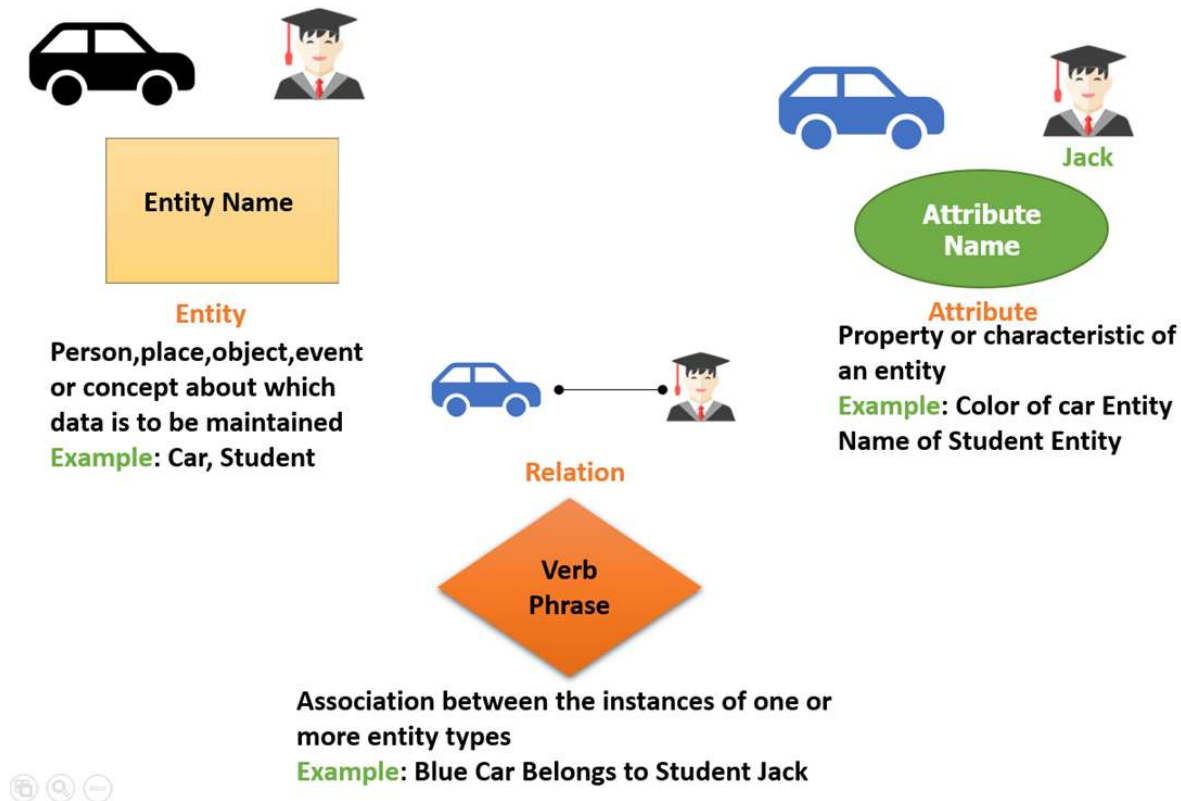 Entity Name
Entity
Person,place,object,event
or concept about which
data is to be maintained
Example: Car, Student
Jack
Attribute
Name
Attribute
Property or characteristic of
an entity
Example: Color of car Entity
Name of Student Entity
Relation
Verb
Phrase
Association between the instances of one or
more entity types
Example: Blue Car Belongs to Student Jack